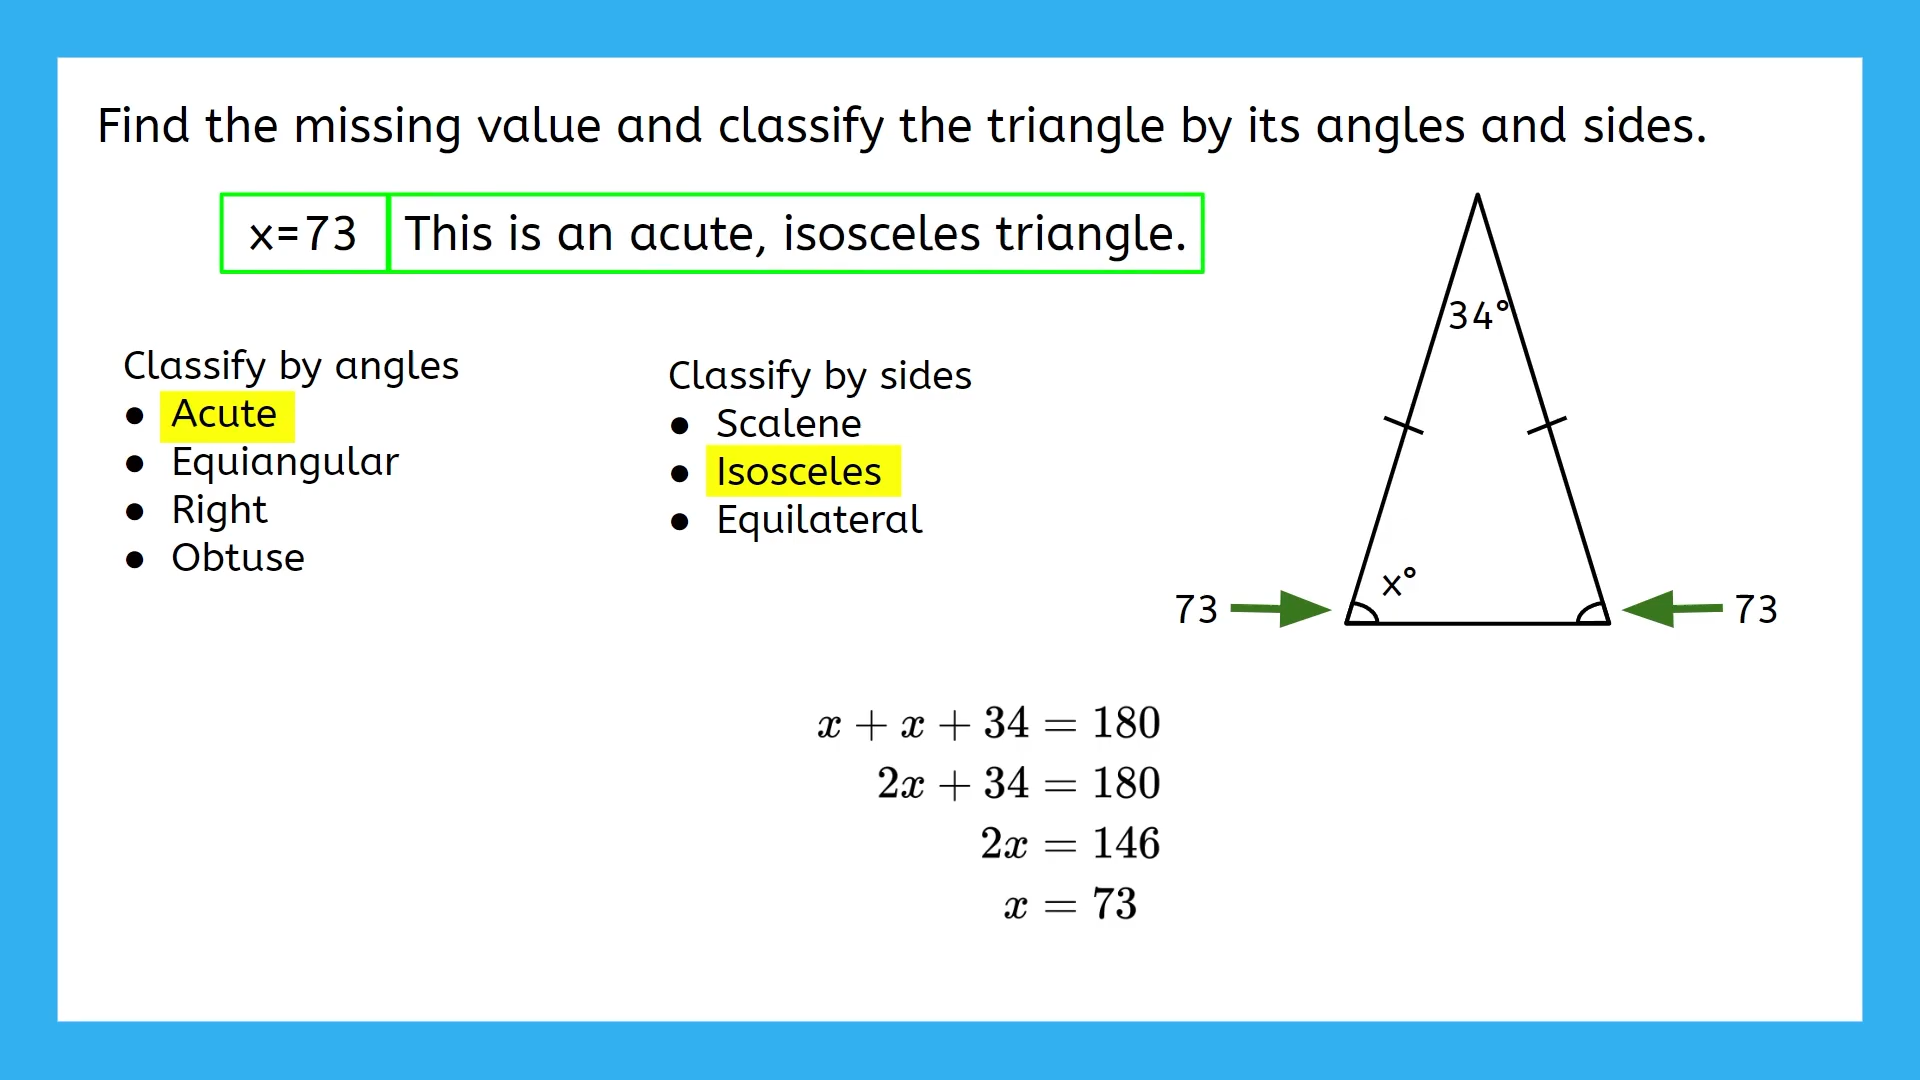 Find the missing value and classify the triangle by its angles and sides.
x=73
This is an acute, isosceles triangle.
Classify by angles
● Acute
● Equiangular
● Right
● Obtuse
Classify by sides
● Scalene
● Isosceles
● Equilateral
34°
x°
73
73
x + x + 34 = 180
2x + 34 = 180
2x = 146
x = 73